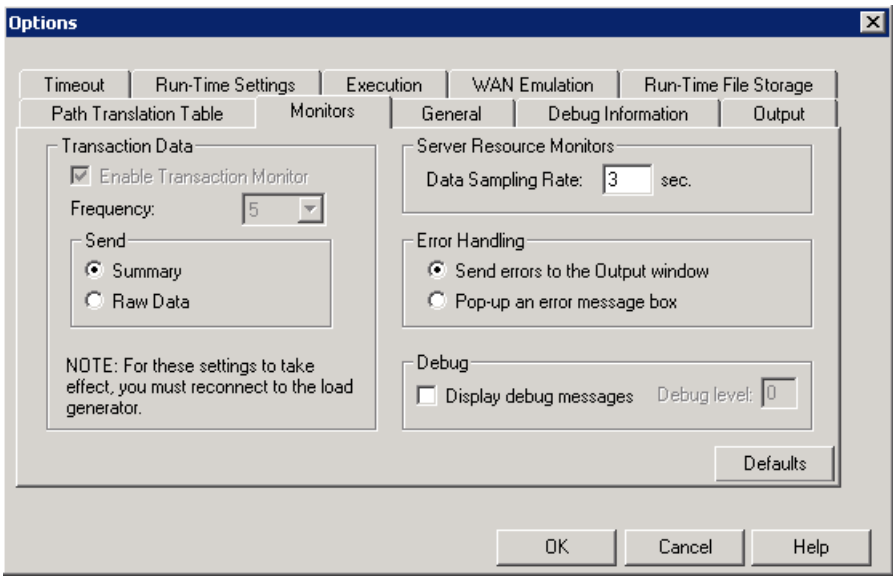 Options
Timeout Run-Time Settings Execution WAN Emulation Run-Time File Storage
Path Translation Table Monitors General Debug Information Output
Transaction Data
Enable Transaction Monitor
Frequency: 5
Send
Summary
Raw Data
NOTE: For these settings to take
effect, you must reconnect to the load
generator.
Server Resource Monitors
Data Sampling Rate: 3 sec.
Error Handling
Send errors to the Output window
Pop-up an error message box
Debug
Display debug messages Debug level: 0
Defaults
OK Cancel Help